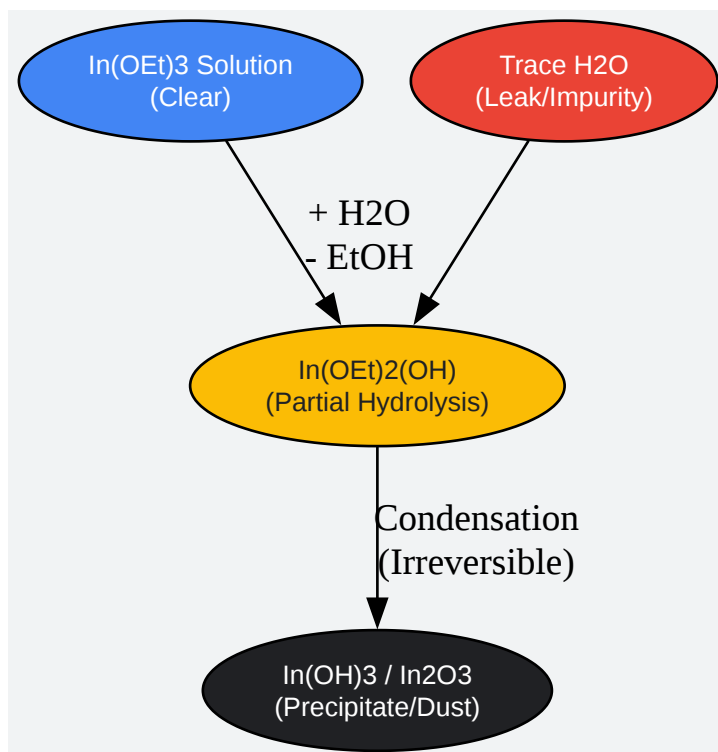 In(OEt)3 Solution
(Clear)
Trace H2O
(Leak/Impurity)
+ H2O
- EtOH
In(OEt)2(OH)
(Partial Hydrolysis)
Condensation
(Irreversible)
In(OH)3 / In2O3
(Precipitate/Dust)